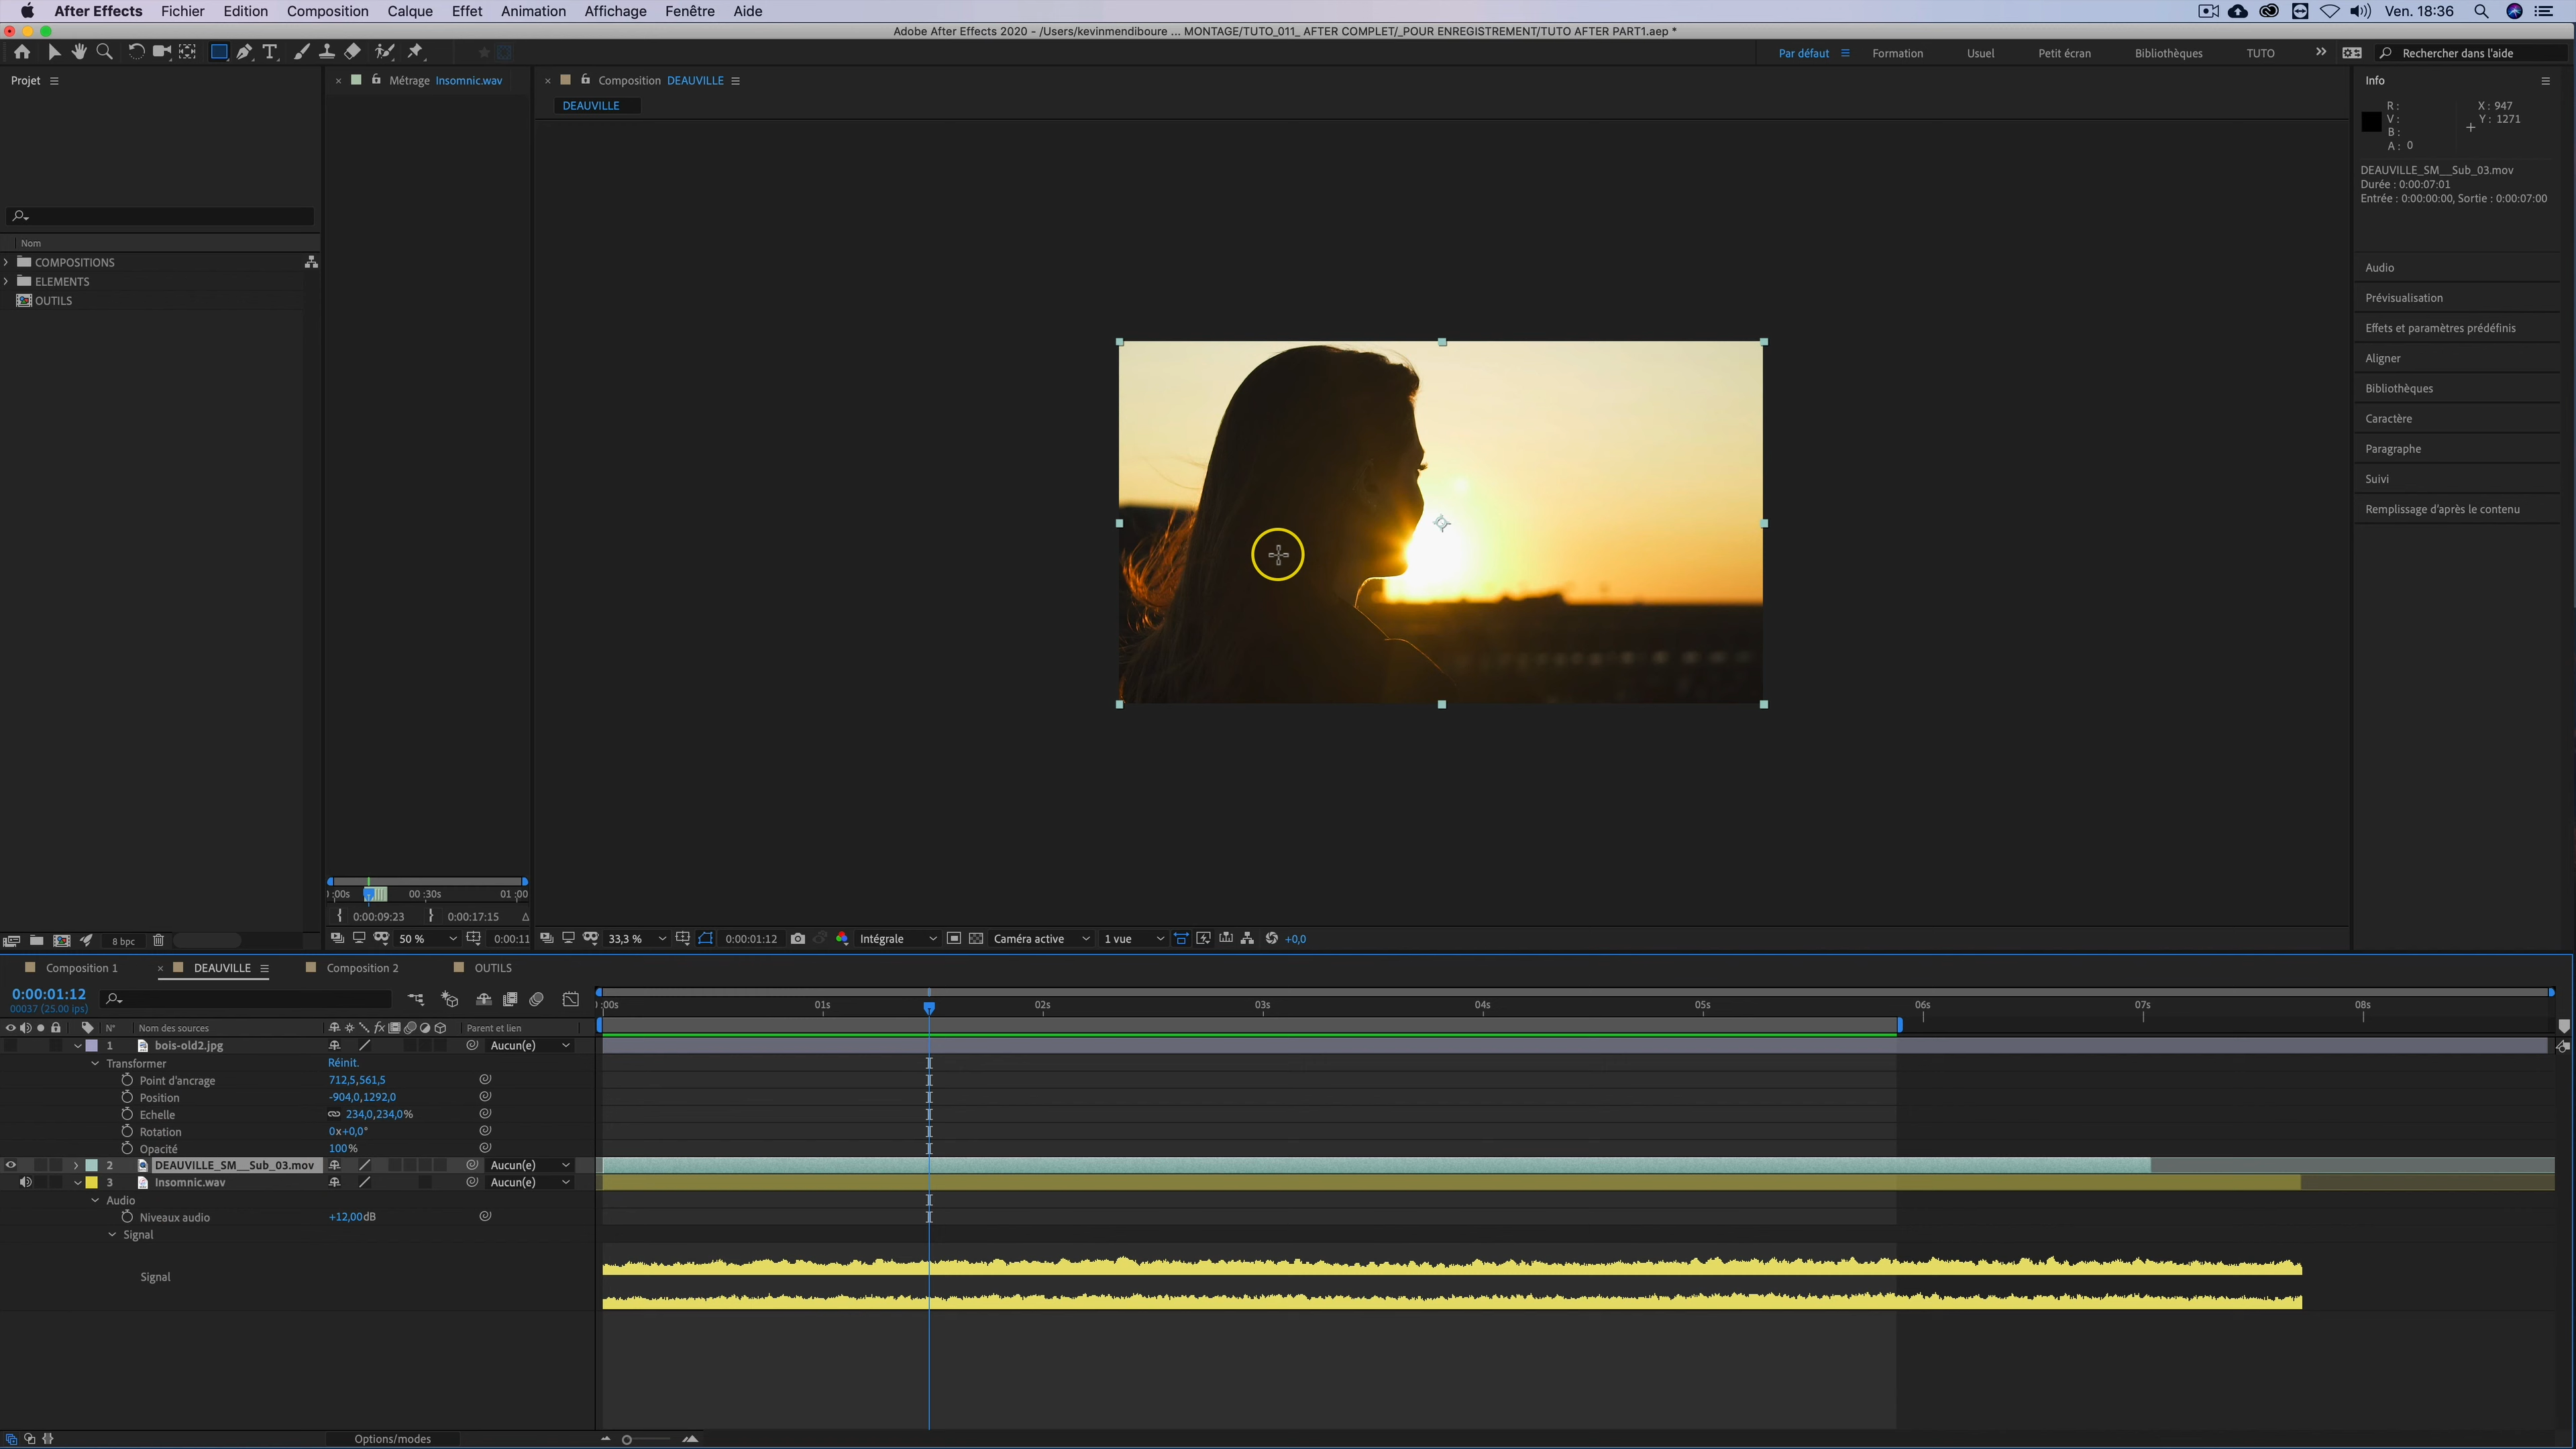 After Effects Fichier Edition Composition Calque Effet Animation Affichage Fenêtre Aide Ven. 18:36
Adobe After Effects 2020 - /Users/kevinmendiboure ... MONTAGE/TUTO_011_ AFTER COMPLET/_POUR ENREGISTREMENT/TUTO AFTER PART1.aep *
Par défaut Formation Usuel Petit écran Bibliothèques TUTO Rechercher dans l'aide
Projet Métrage Insomnic.wav Composition DEAUVILLE Info
DEAUVILLE
R : X : 947
V : Y : 1271
B :
A : 0
DEAUVILLE_SM__Sub_03.mov
Durée : 0:00:07:01
Entrée : 0:00:00:00, Sortie : 0:00:07:00
Nom
COMPOSITIONS
ELEMENTS
OUTILS
Audio
Prévisualisation
Effets et paramètres prédéfinis
Aligner
Bibliothèques
Caractère
Paragraphe
Suivi
Remplissage d'après le contenu
:00s 00 :30s 01 :00
0:00:09:23 0:00:17:15
8 bpc 50 % 0:00:11 33,3 % 0:00:01:12 Intégrale Caméra active 1 vue +0,0
Composition 1 DEAUVILLE Composition 2 OUTILS
0:00:01:12
00037 (25.00 ips)
:00s 01s 02s 03s 04s 05s 06s 07s 08s
N° Nom des sources fx Parent et lien
1 bois-old2.jpg Aucun(e)
Transformer Réinit.
Point d'ancrage 712,5,561,5
Position -904,0,1292,0
Echelle 234,0,234,0%
Rotation 0x+0,0°
Opacité 100%
2 DEAUVILLE_SM__Sub_03.mov Aucun(e)
3 Insomnic.wav Aucun(e)
Audio
Niveaux audio +12,00dB
Signal
Signal
Options/modes